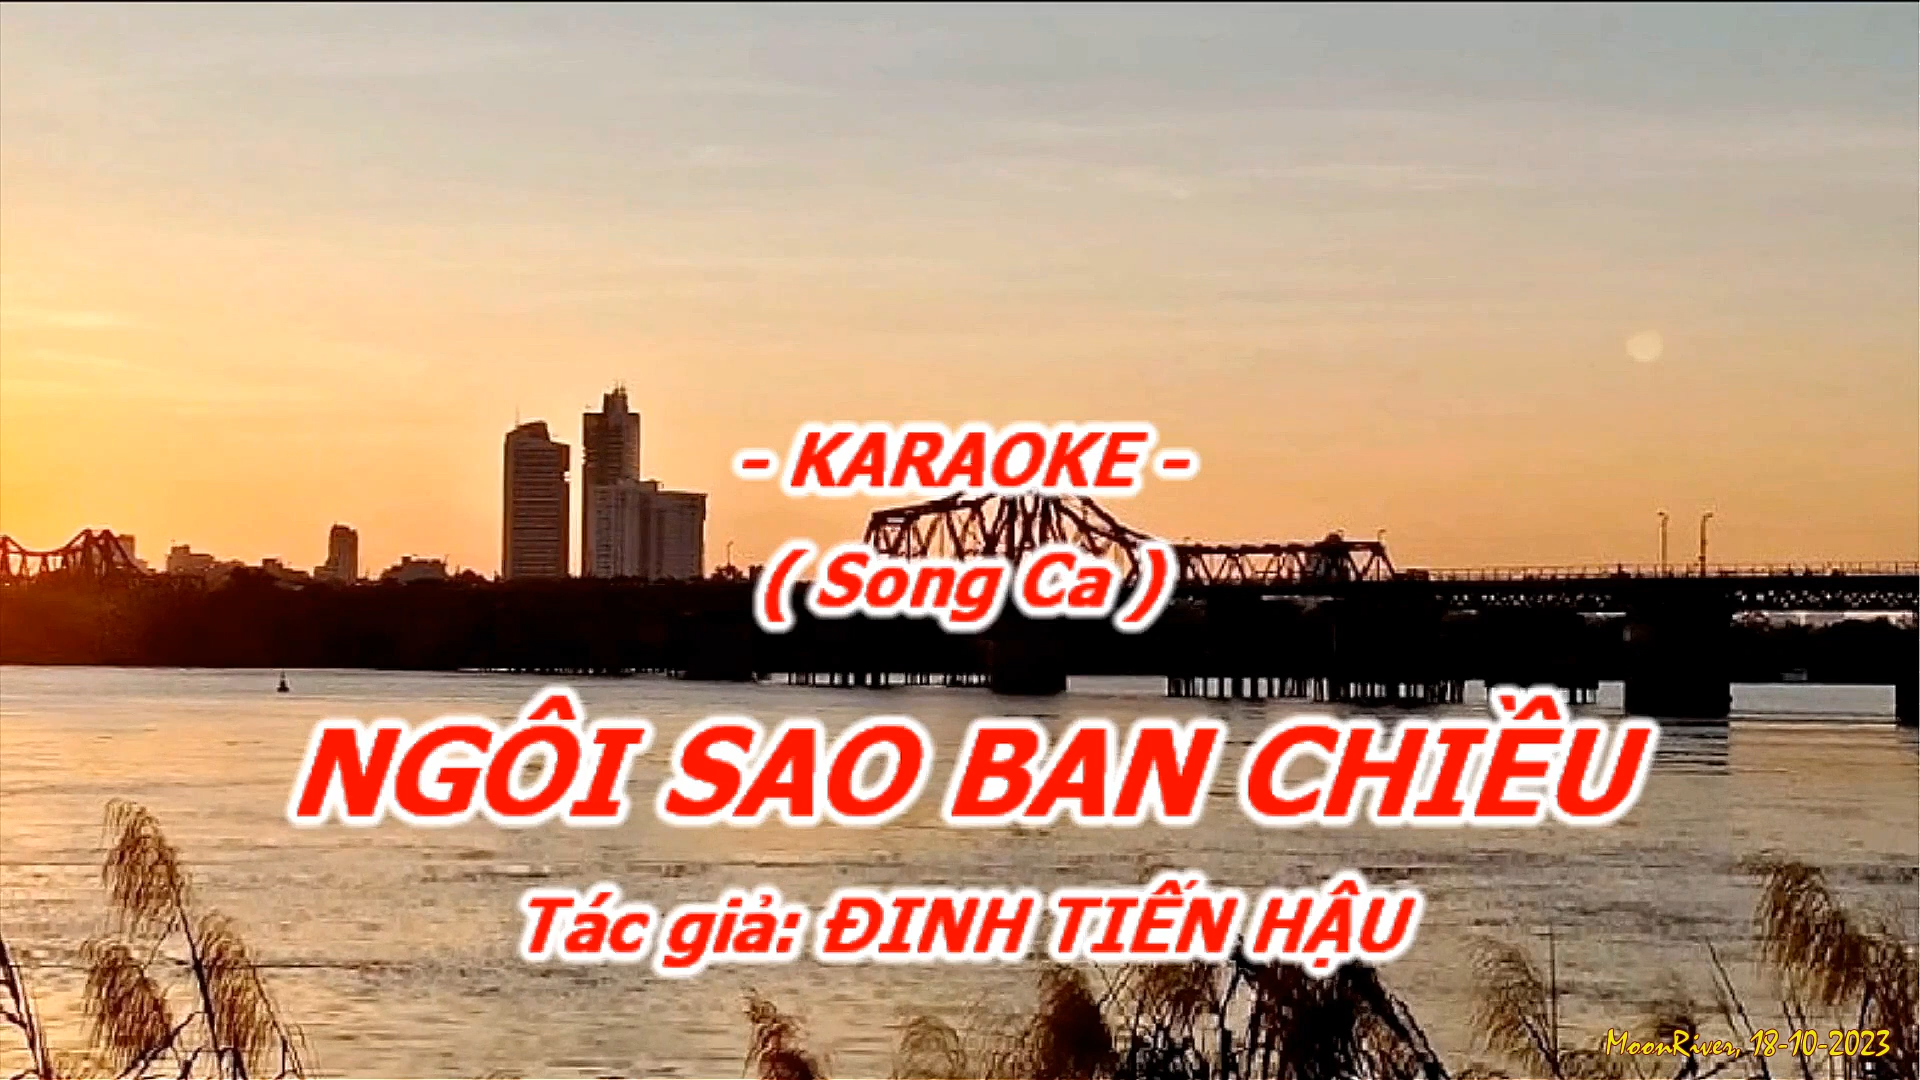 - KARAOKE -
( Song Ca )
NGÔI SAO BAN CHIỀU
Tác giả: ĐINH TIẾN HẬU
MoonRiver, 18-10-2023